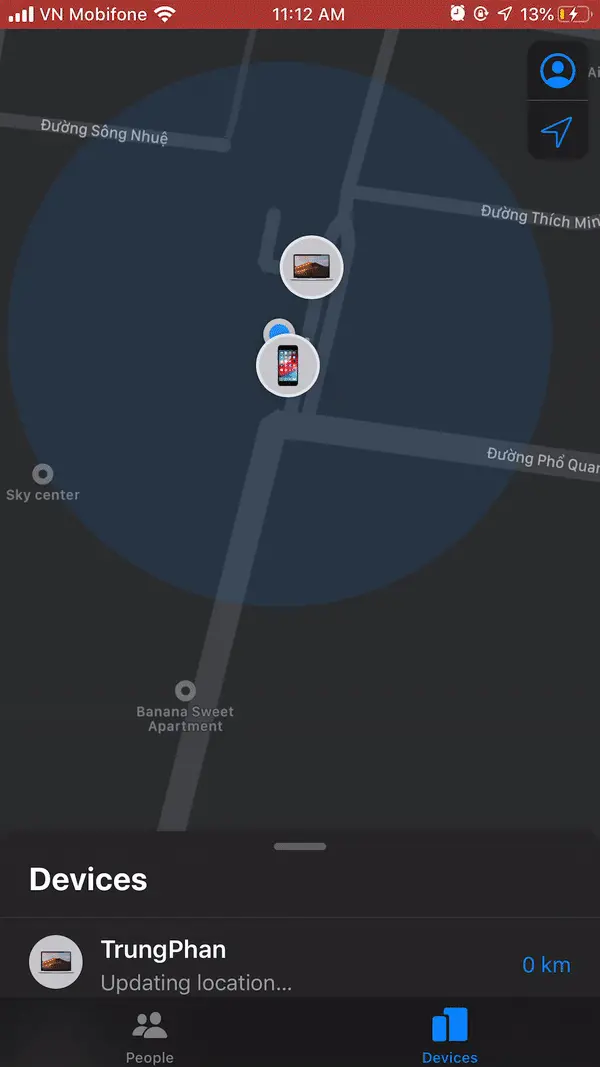 VN Mobifone
11:12 AM
13%
Đường Sông Nhuệ
Đường Thích Min
Đường Phổ Quan
Sky center
Banana Sweet
Apartment
Devices
TrungPhan
0 km
Updating location...
People
Devices